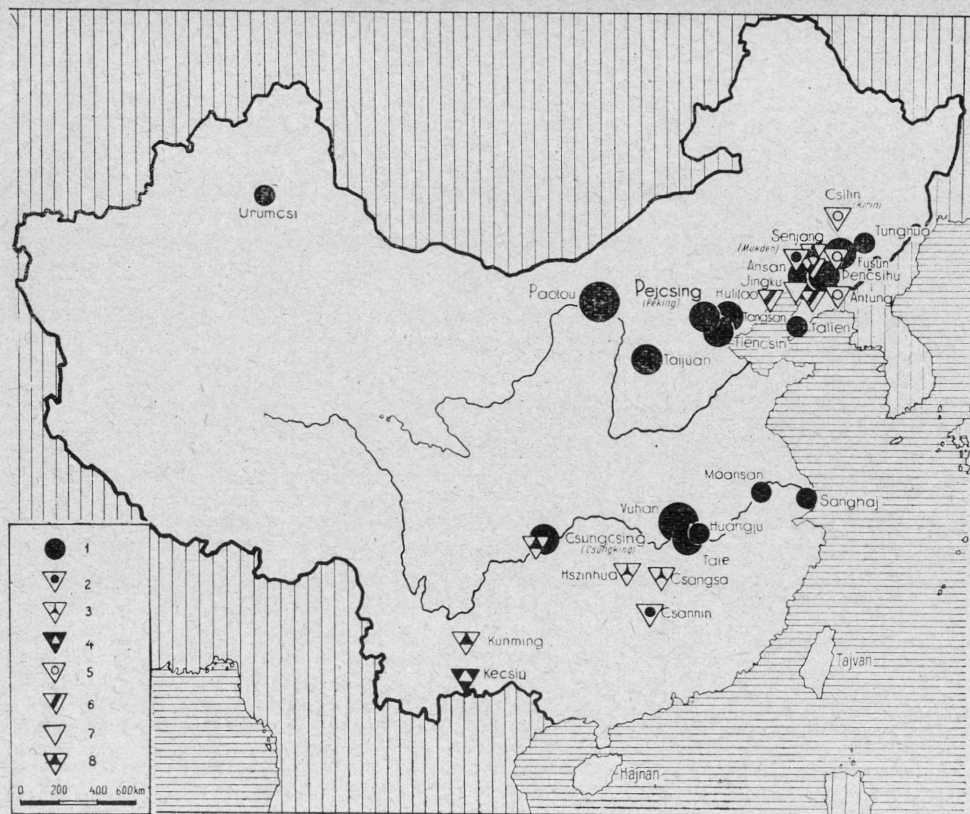 Urumcsi
Csilin
(Kirin)
Tunghua
Senjang
(Mukden)
Fusun
Ansan
Pencsihu
Jingku
Hulitao
Antung
Talien
Paotou
Pejcsing
(Peking)
Tangsan
Tiencsin
Taijuan
Maansan
Sanghaj
Vuhan
Huangju
Taie
Csungcsing
(Csungking)
Hszinhua
Csangsa
Csannin
Kunming
Kecsiu
Tajvan
Hajnan
1
2
3
4
5
6
7
8
0 200 400 600km